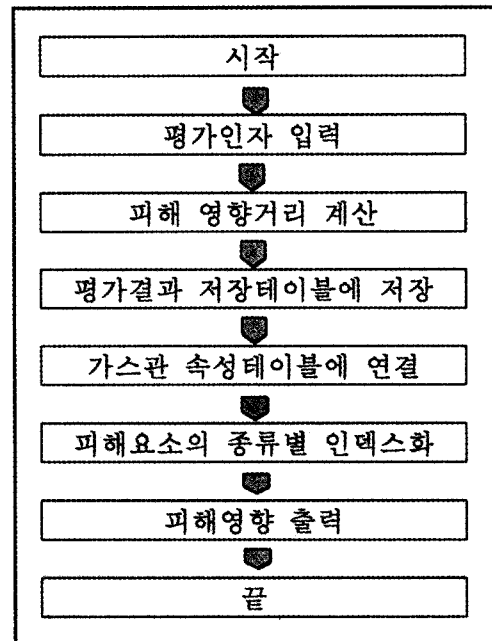 시작
평가인자 입력
피해 영향거리 계산
평가결과 저장테이블에 저장
가스관 속성테이블에 연결
피해요소의 종류별 인덱스화
피해영향 출력
끝